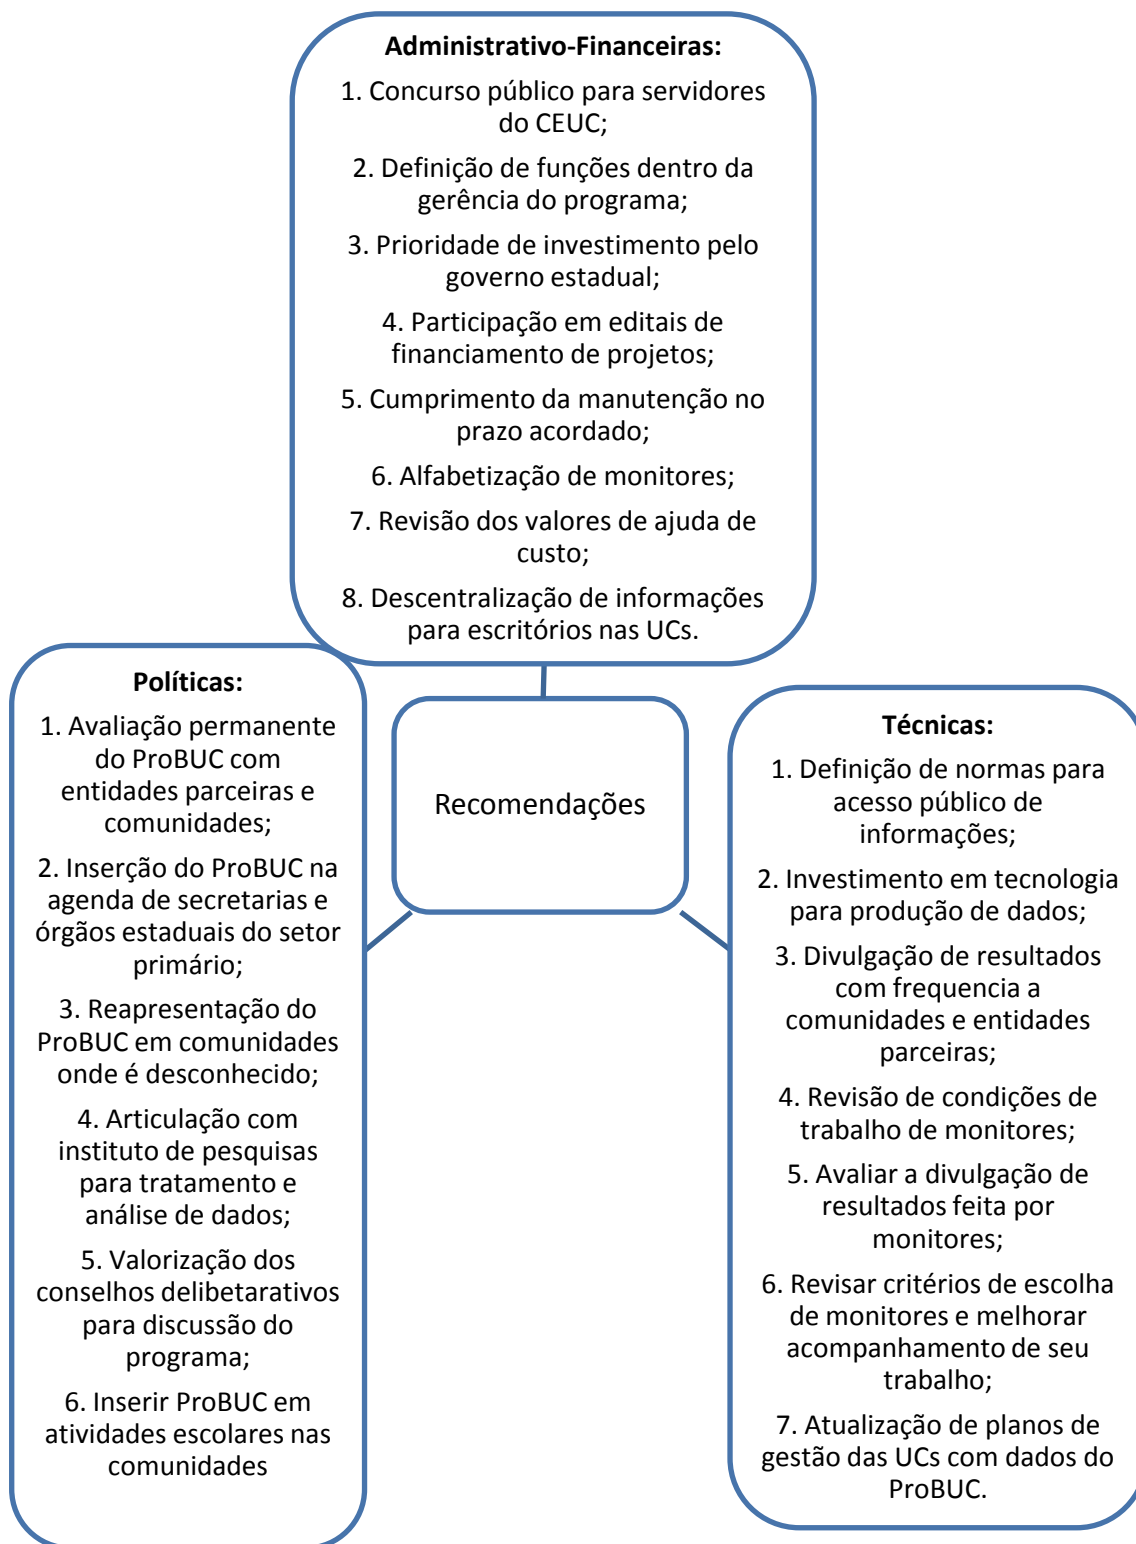 Administrativo-Financeiras:
1. Concurso público para servidores
do CEUC;
2. Definição de funções dentro da
gerência do programa;
3. Prioridade de investimento pelo
governo estadual;
4. Participação em editais de
financiamento de projetos;
5. Cumprimento da manutenção no
prazo acordado;
6. Alfabetização de monitores;
7. Revisão dos valores de ajuda de
custo;
8. Descentralização de informações
para escritórios nas UCs.
Políticas:
1. Avaliação permanente
do ProBUC com
entidades parceiras e
comunidades;
2. Inserção do ProBUC na
agenda de secretarias e
órgãos estaduais do setor
primário;
3. Reapresentação do
ProBUC em comunidades
onde é desconhecido;
4. Articulação com
instituto de pesquisas
para tratamento e
análise de dados;
5. Valorização dos
conselhos delibetarativos
para discussão do
programa;
6. Inserir ProBUC em
atividades escolares nas
comunidades
Recomendações
Técnicas:
1. Definição de normas para
acesso público de
informações;
2. Investimento em tecnologia
para produção de dados;
3. Divulgação de resultados
com frequencia a
comunidades e entidades
parceiras;
4. Revisão de condições de
trabalho de monitores;
5. Avaliar a divulgação de
resultados feita por
monitores;
6. Revisar critérios de escolha
de monitores e melhorar
acompanhamento de seu
trabalho;
7. Atualização de planos de
gestão das UCs com dados do
ProBUC.